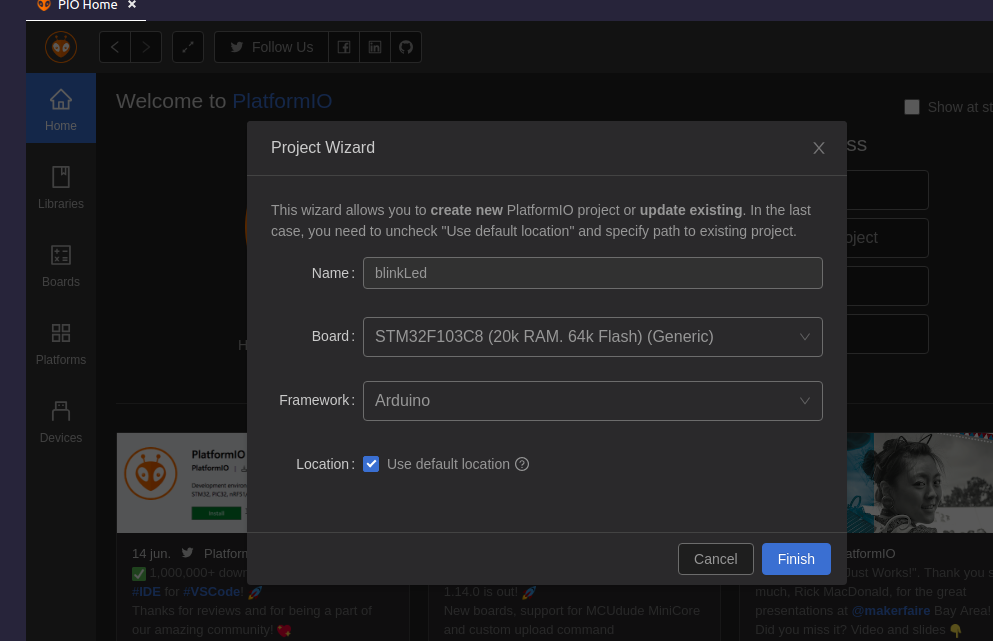 PIO Home
Follow Us
Home
Libraries
Boards
Platforms
Devices
Welcome to PlatformIO
Show at st
ss
oject
H
Project Wizard
This wizard allows you to create new PlatformIO project or update existing. In the last
case, you need to uncheck "Use default location" and specify path to existing project.
Name :
blinkLed
Board :
STM32F103C8 (20k RAM. 64k Flash) (Generic)
Framework :
Arduino
Location :
Use default location
Cancel
Finish
PlatformIO
PlatformIO
Development enviro
Install
14 jun.
Platform
1,000,000+ down
#IDE for #VSCode!
Thanks for reviews and for being a part of
our amazing community!
1.14.0 is out!
New boards, support for MCUdude MiniCore
and custom upload command
atformIO
Just Works!". Thank you s
much, Rick MacDonald, for the great
presentations at @makerfaire Bay Area!
Did you miss it? Video and slides